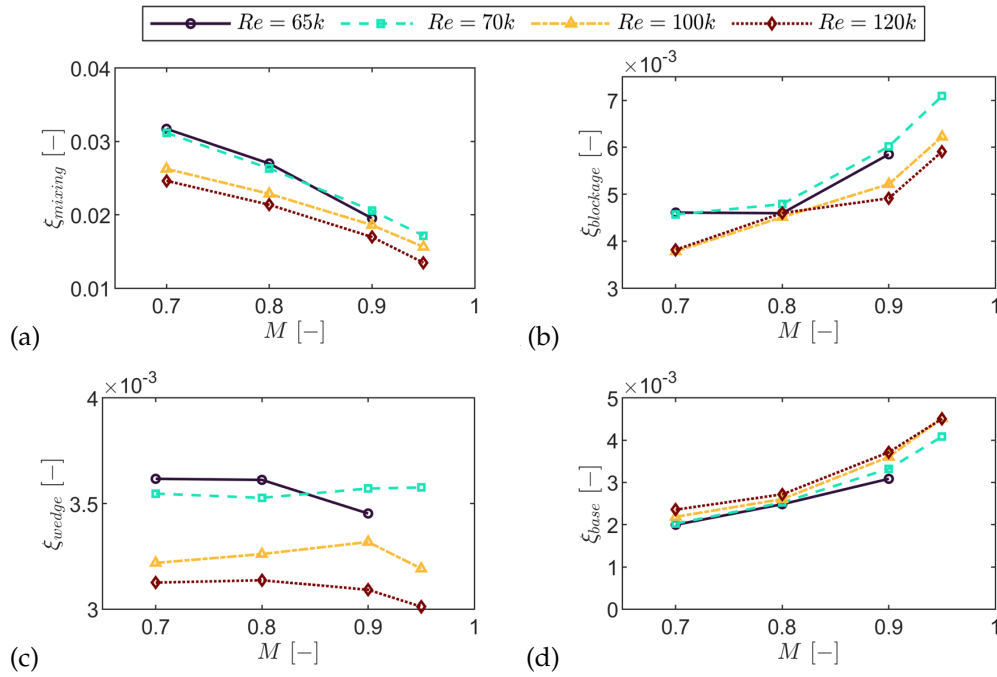 Re = 65k Re = 70k Re = 100k Re = 120k
0.04
0.03
0.02
0.01
ξmixing [−]
0.7 0.8 0.9 1
M [−]
(a)
×10⁻³
7
6
5
4
3
ξblockage [−]
0.7 0.8 0.9 1
M [−]
(b)
×10⁻³
4
3.5
3
ξwedge [−]
0.7 0.8 0.9 1
M [−]
(c)
×10⁻³
5
4
3
2
1
0
ξbase [−]
0.7 0.8 0.9 1
M [−]
(d)